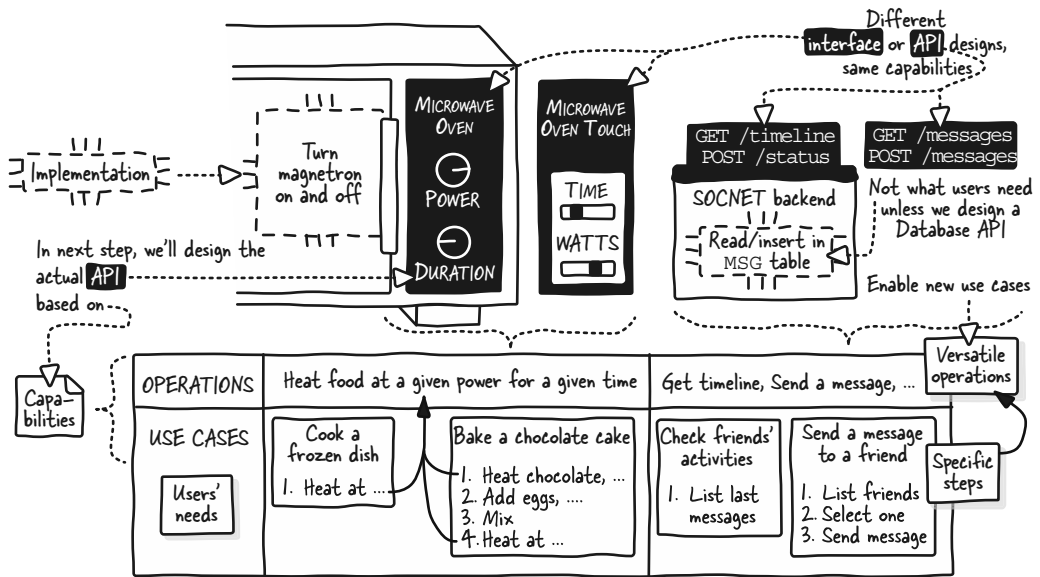 Different
interface or API designs,
same capabilities
MICROWAVE
OVEN
POWER
DURATION
MICROWAVE
OVEN TOUCH
TIME
WATTS
Implementation
Turn
magnetron
on and off
GET /timeline
POST /status
GET /messages
POST /messages
SOCNET backend
Read/insert in
MSG table
Not what users need
unless we design a
Database API
In next step, we'll design the
actual API
based on
Enable new use cases
Capa-
bilities
Versatile
operations
OPERATIONS
Heat food at a given power for a given time
Get timeline, Send a message, ...
USE CASES
Users'
needs
Cook a
frozen dish
1. Heat at ...
Bake a chocolate cake
1. Heat chocolate, ...
2. Add eggs, ....
3. Mix
4. Heat at ...
Check friends'
activities
1. List last
messages
Send a message
to a friend
1. List friends
2. Select one
3. Send message
Specific
steps